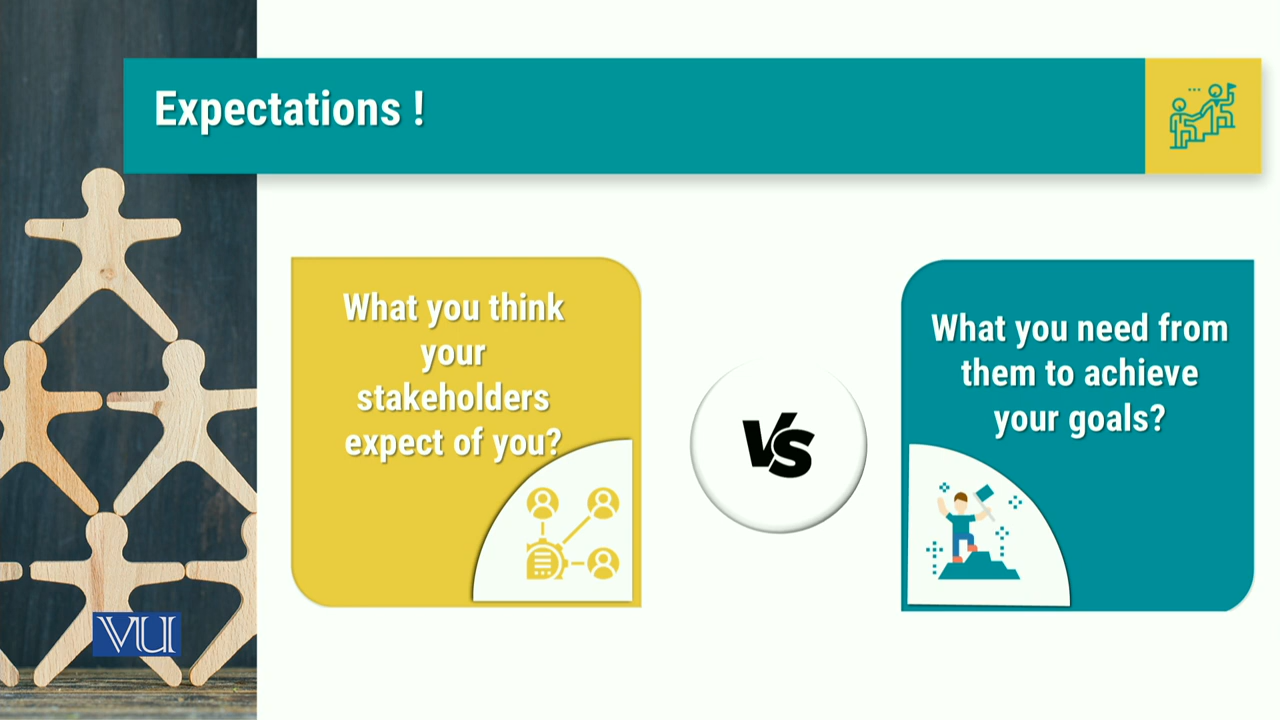 Expectations !
What you think
your
stakeholders
expect of you?
VS
What you need from
them to achieve
your goals?
VU